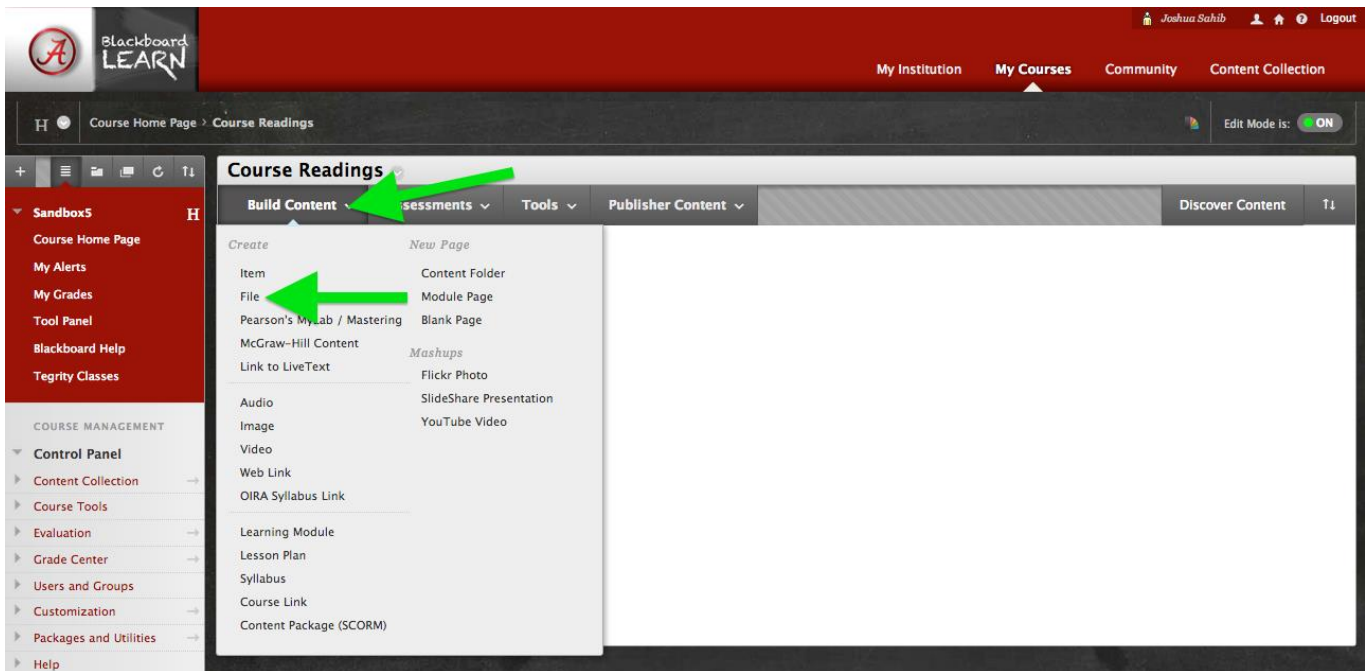 Joshua Sahib Logout
Blackboard
LEARN
My Institution My Courses Community Content Collection
H Course Home Page > Course Readings Edit Mode is: ON
Course Readings
Build Content sessments Tools Publisher Content Discover Content
Sandbox5 H
Course Home Page
My Alerts
My Grades
Tool Panel
Blackboard Help
Tegrity Classes
COURSE MANAGEMENT
Control Panel
Content Collection
Course Tools
Evaluation
Grade Center
Users and Groups
Customization
Packages and Utilities
Help
Create
Item
File
Pearson's MyLab / Mastering
McGraw-Hill Content
Link to LiveText
Audio
Image
Video
Web Link
OIRA Syllabus Link
Learning Module
Lesson Plan
Syllabus
Course Link
Content Package (SCORM)
New Page
Content Folder
Module Page
Blank Page
Mashups
Flickr Photo
SlideShare Presentation
YouTube Video